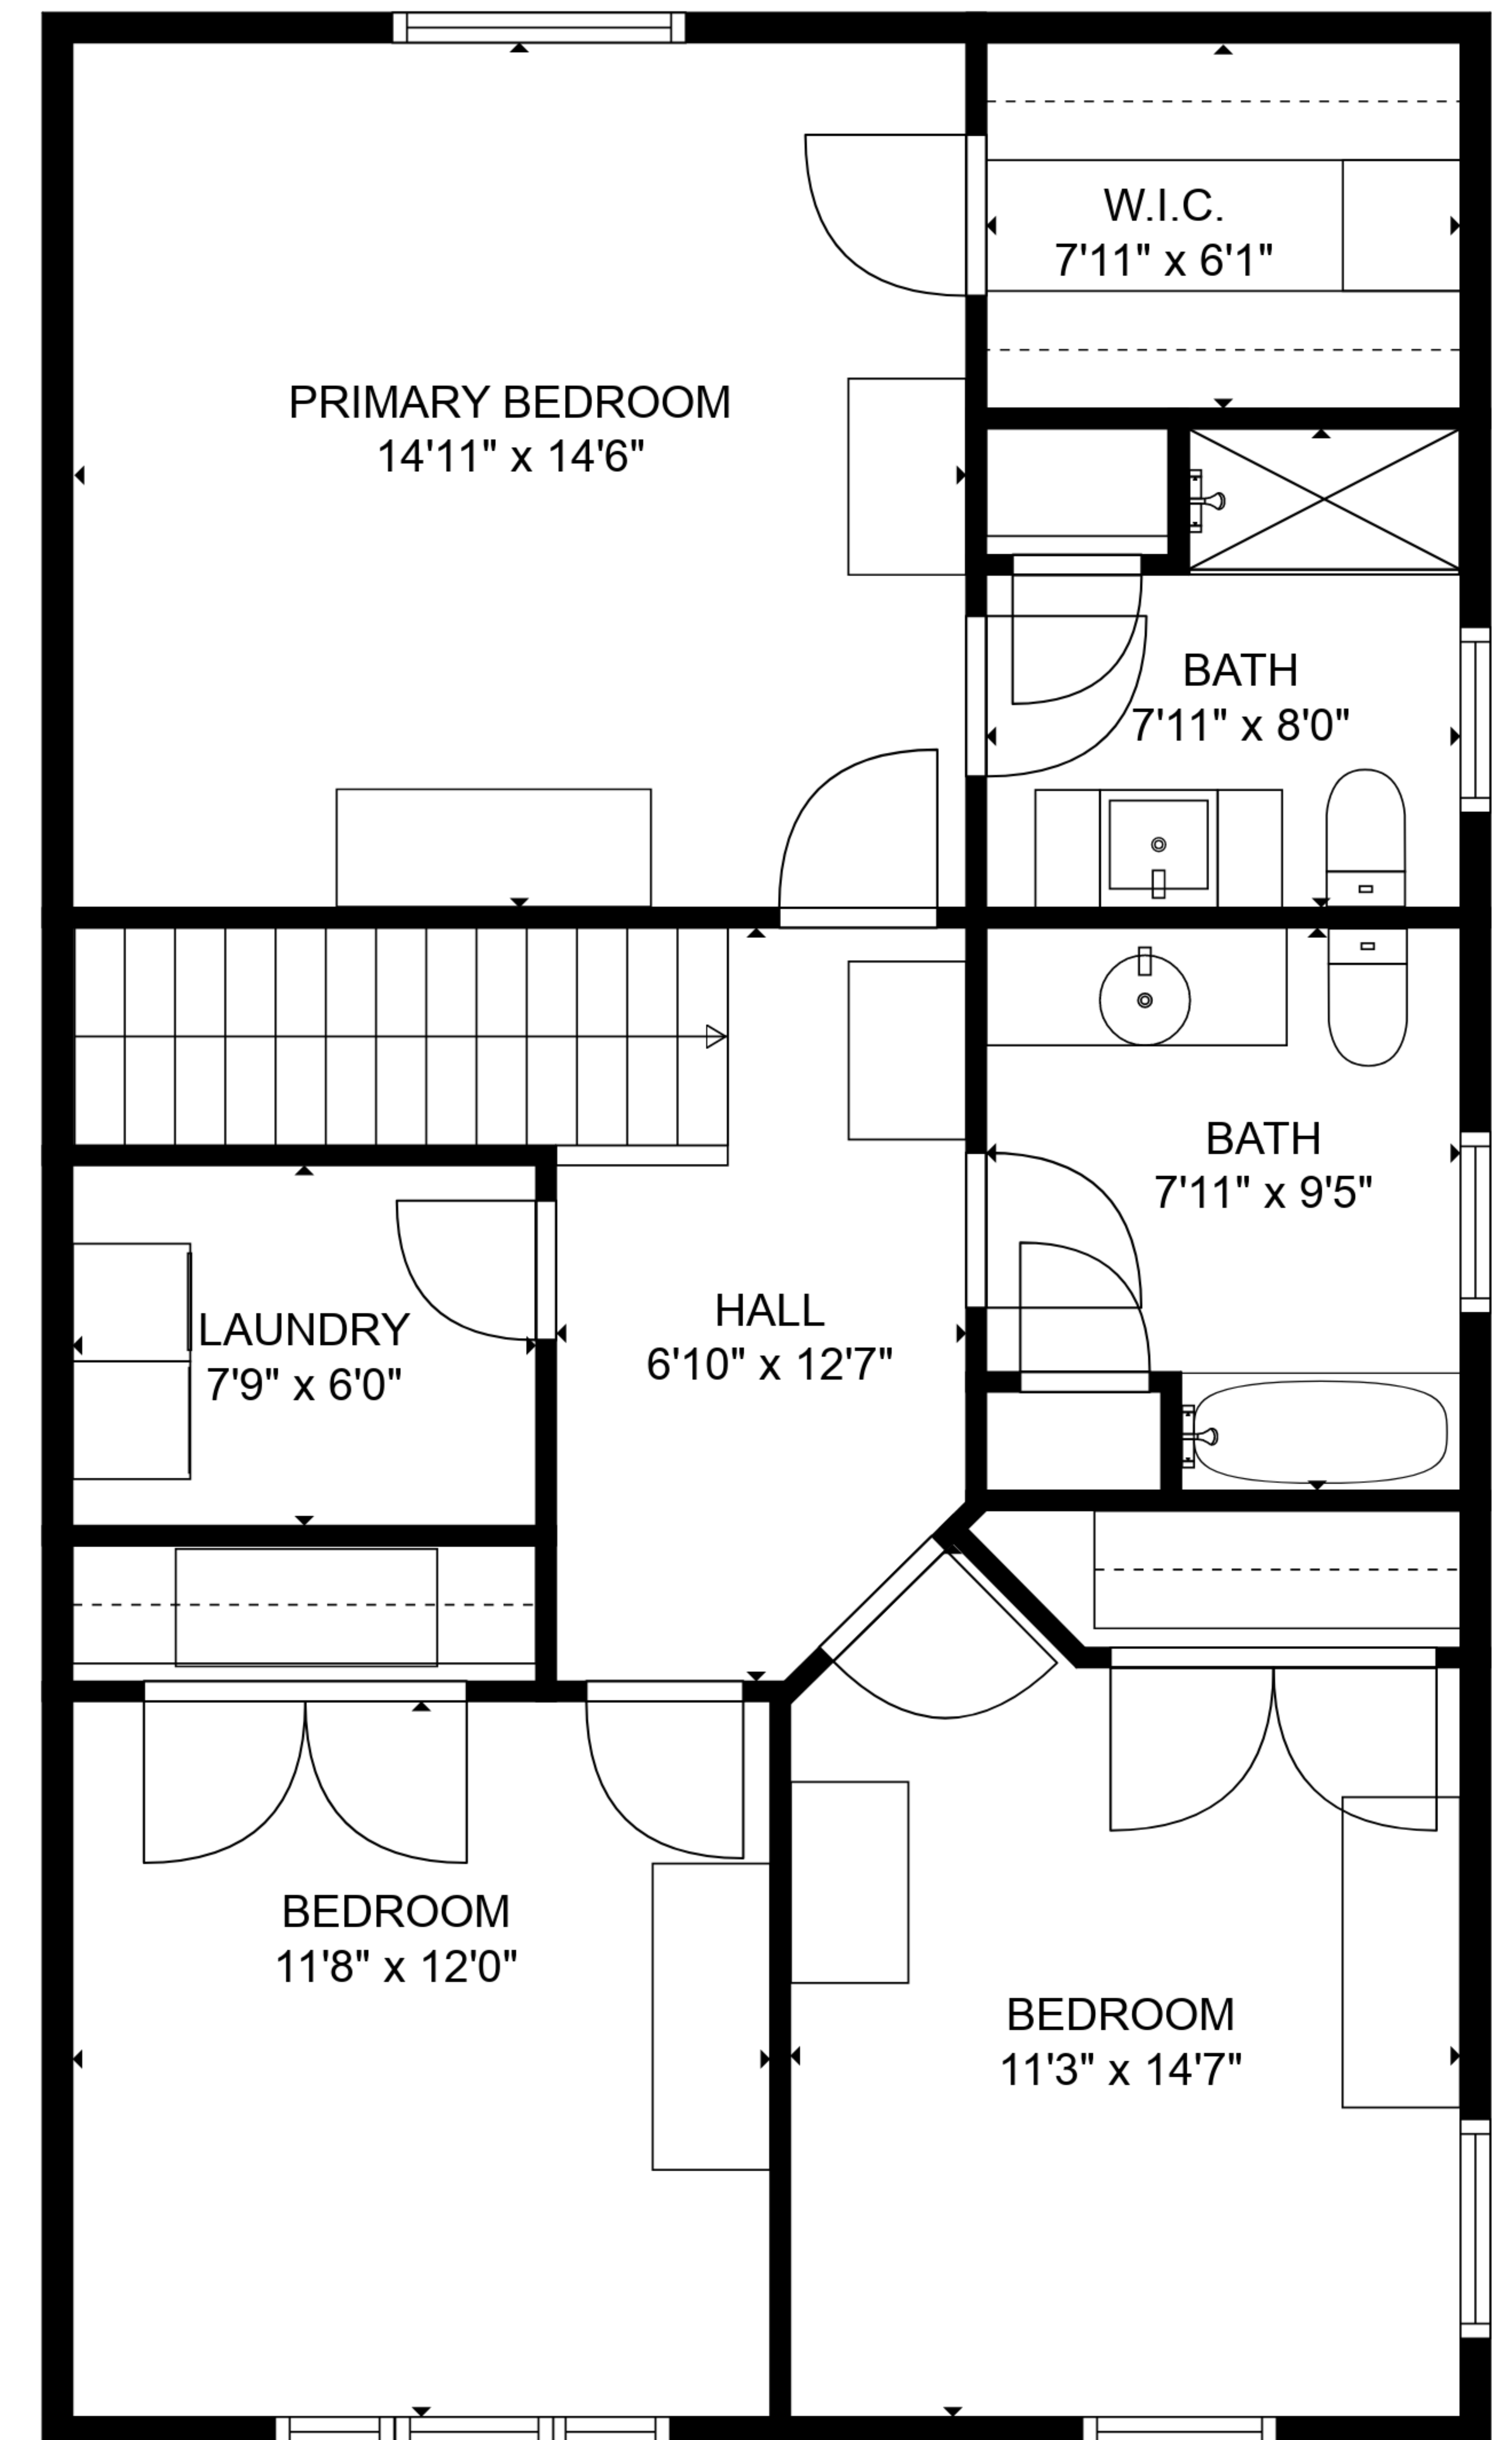 W.I.C.
7'11" x 6'1"
PRIMARY BEDROOM
14'11" x 14'6"
BATH
7'11" x 8'0"
BATH
7'11" x 9'5"
HALL
6'10" x 12'7"
LAUNDRY
7'9" x 6'0"
BEDROOM
11'8" x 12'0"
BEDROOM
11'3" x 14'7"